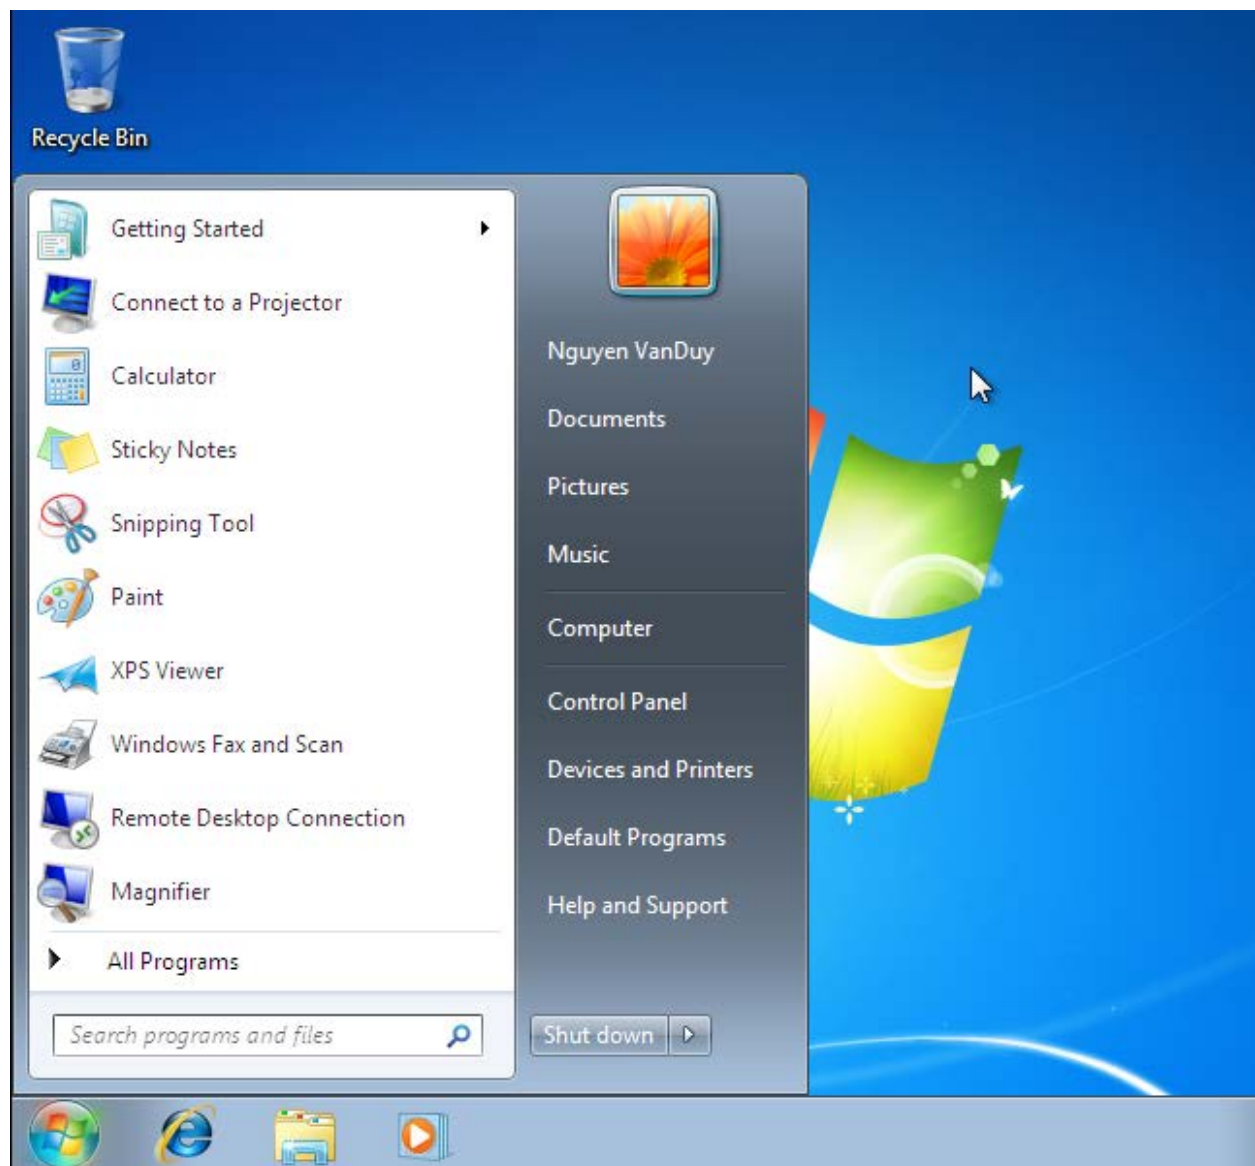 Recycle Bin
Getting Started
Connect to a Projector
Calculator
Sticky Notes
Snipping Tool
Paint
XPS Viewer
Windows Fax and Scan
Remote Desktop Connection
Magnifier
All Programs
Search programs and files
Nguyen VanDuy
Documents
Pictures
Music
Computer
Control Panel
Devices and Printers
Default Programs
Help and Support
Shut down